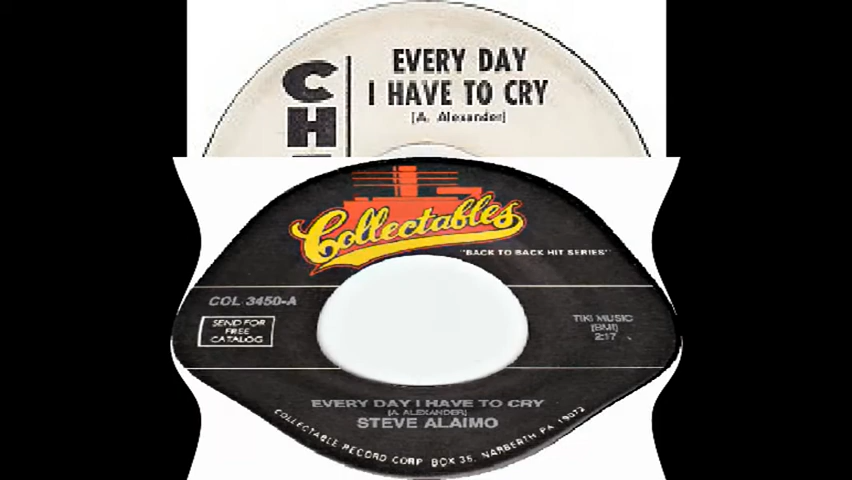 EVERY DAY
I HAVE TO CRY
(A. Alexander)
CH
Collectables
"BACK TO BACK HIT SERIES"
COL 3450-A
SEND FOR
FREE
CATALOG
TIKI MUSIC
(BMI)
2:17
EVERY DAY I HAVE TO CRY
(A. ALEXANDER)
STEVE ALAIMO
COLLECTABLE RECORD CORP BOX 35, NARBERTH PA 19072